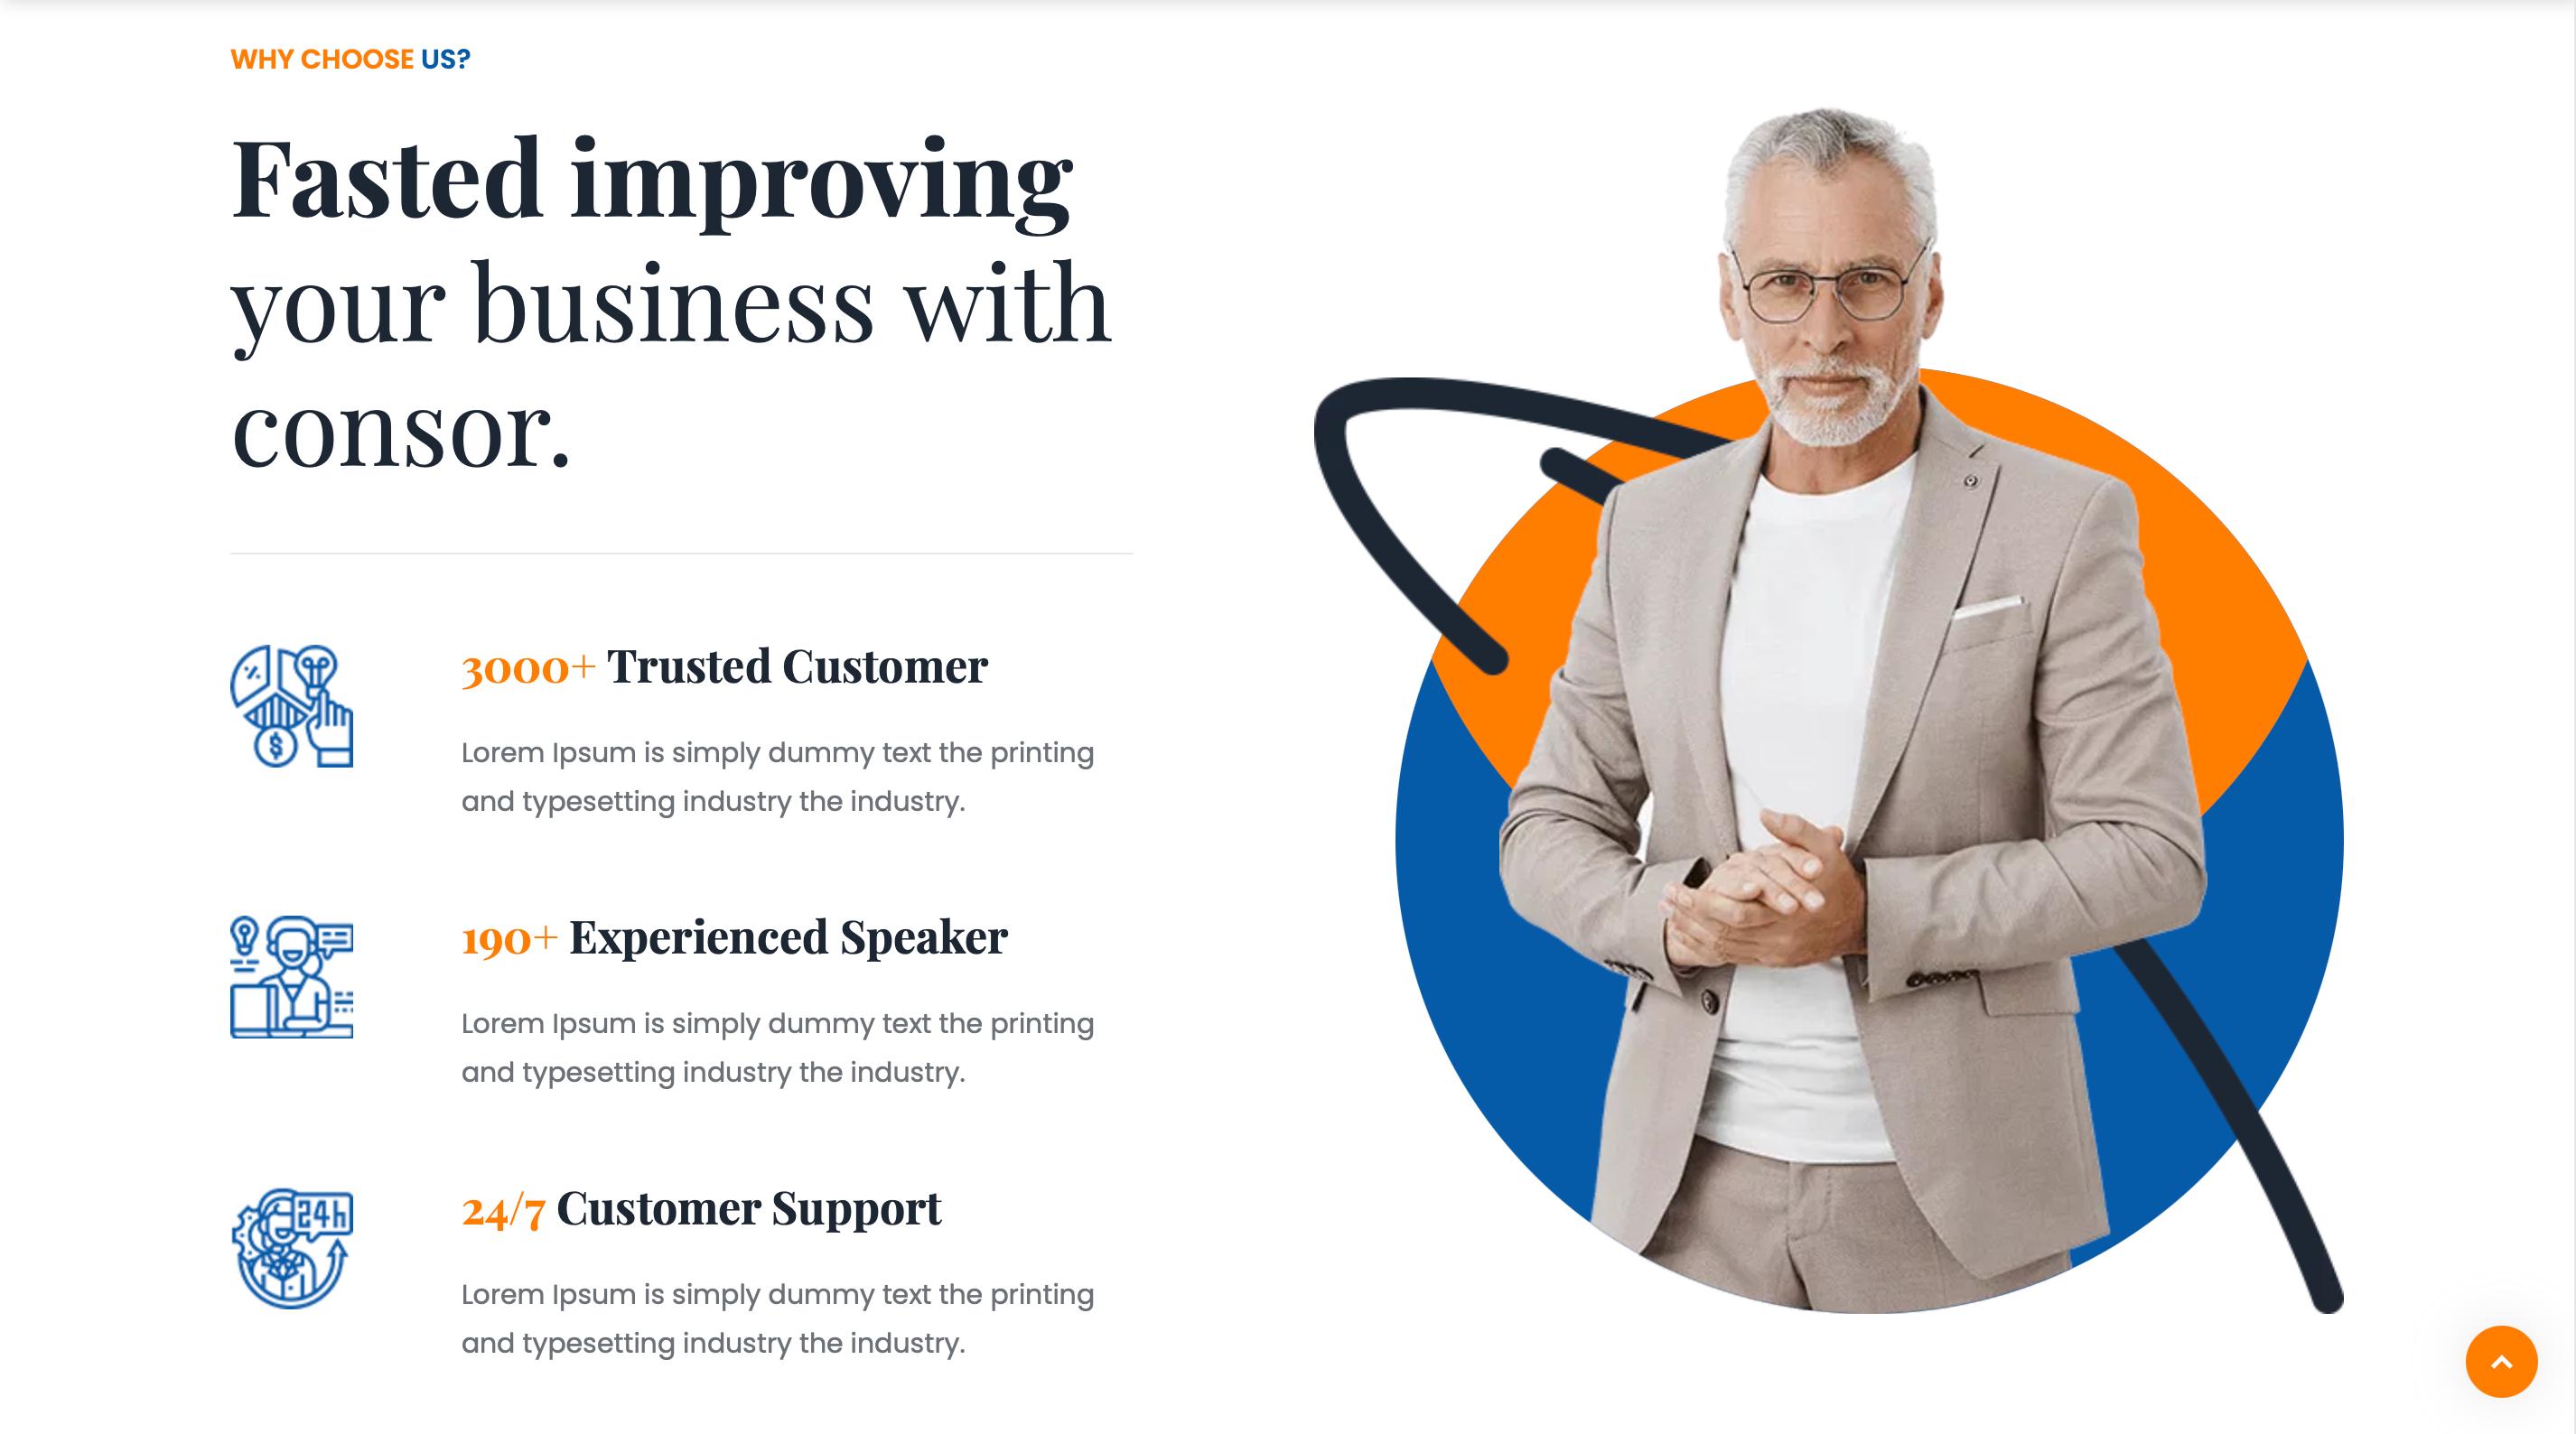 WHY CHOOSE US?
Fasted improving
your business with
consor.
3000+ Trusted Customer
Lorem Ipsum is simply dummy text the printing
and typesetting industry the industry.
190+ Experienced Speaker
Lorem Ipsum is simply dummy text the printing
and typesetting industry the industry.
24h
24/7 Customer Support
Lorem Ipsum is simply dummy text the printing
and typesetting industry the industry.